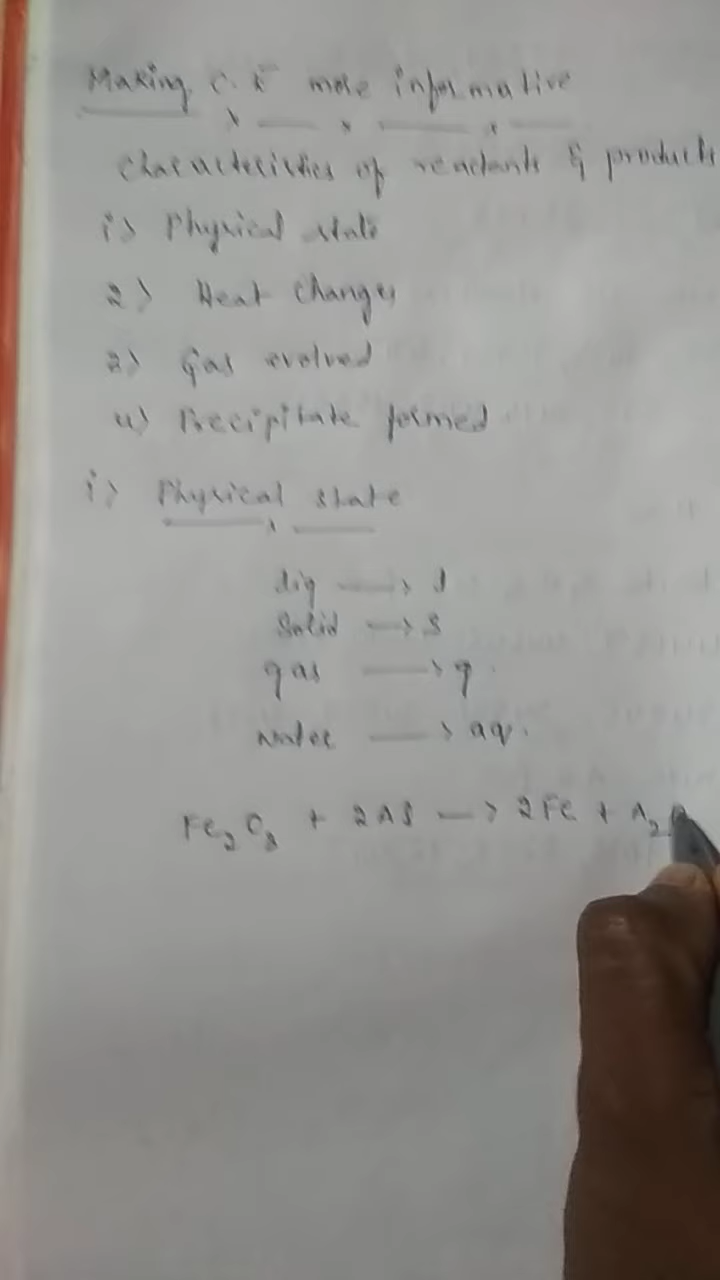 Making C.E more informative
Characteristics of reactants & products
1) Physical state
2) Heat changes
3) Gas evolved
4) Precipitate formed
i) Physical state
liq → l
Solid → s
gas → g.
water → aq.
Fe₂O₃ + 2Al → 2Fe + A₂